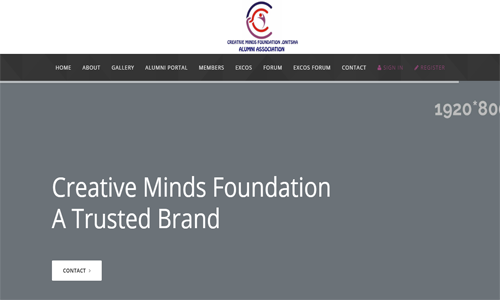 CREATIVE MINDS FOUNDATION ,ONITSHA
ALUMNI ASSOCIATION
HOME ABOUT GALLERY ALUMNI PORTAL MEMBERS EXCOS FORUM EXCOS FORUM CONTACT SIGN IN REGISTER
1920*800
Creative Minds Foundation
A Trusted Brand
CONTACT ›